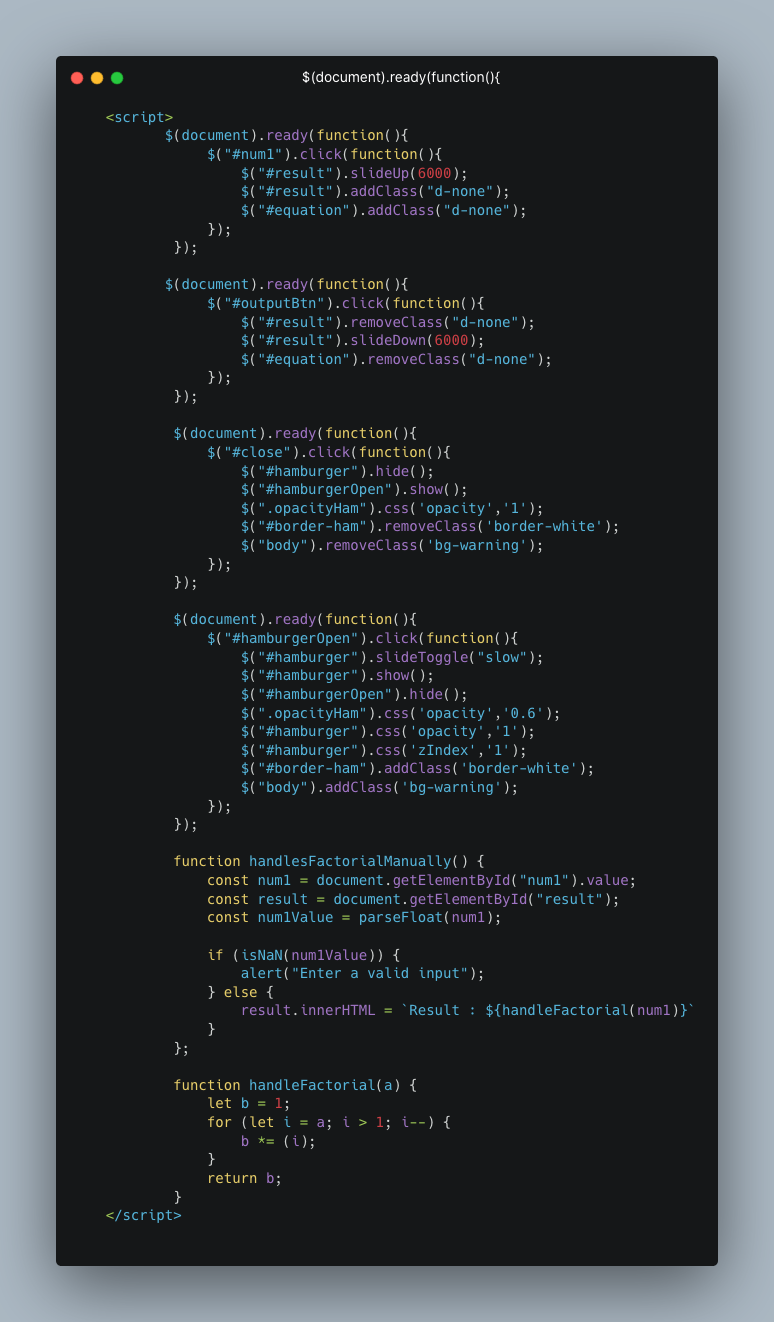 $(document).ready(function(){
<script>
       $(document).ready(function(){
            $("#num1").click(function(){
                $("#result").slideUp(6000);
                $("#result").addClass("d-none");
                $("#equation").addClass("d-none");
            });
        });

       $(document).ready(function(){
            $("#outputBtn").click(function(){
                $("#result").removeClass("d-none");
                $("#result").slideDown(6000);
                $("#equation").removeClass("d-none");
            });
        });

        $(document).ready(function(){
            $("#close").click(function(){
                $("#hamburger").hide();
                $("#hamburgerOpen").show();
                $(".opacityHam").css('opacity','1');
                $("#border-ham").removeClass('border-white');
                $("body").removeClass('bg-warning');
            });
        });

        $(document).ready(function(){
            $("#hamburgerOpen").click(function(){
                $("#hamburger").slideToggle("slow");
                $("#hamburger").show();
                $("#hamburgerOpen").hide();
                $(".opacityHam").css('opacity','0.6');
                $("#hamburger").css('opacity','1');
                $("#hamburger").css('zIndex','1');
                $("#border-ham").addClass('border-white');
                $("body").addClass('bg-warning');
            });
        });

        function handlesFactorialManually() {
            const num1 = document.getElementById("num1").value;
            const result = document.getElementById("result");
            const num1Value = parseFloat(num1);

            if (isNaN(num1Value)) {
                alert("Enter a valid input");
            } else {
                result.innerHTML = `Result : ${handleFactorial(num1)}`
            }
        };

        function handleFactorial(a) {
            let b = 1;
            for (let i = a; i > 1; i--) {
                b *= (i);
            }
            return b;
        }
</script>